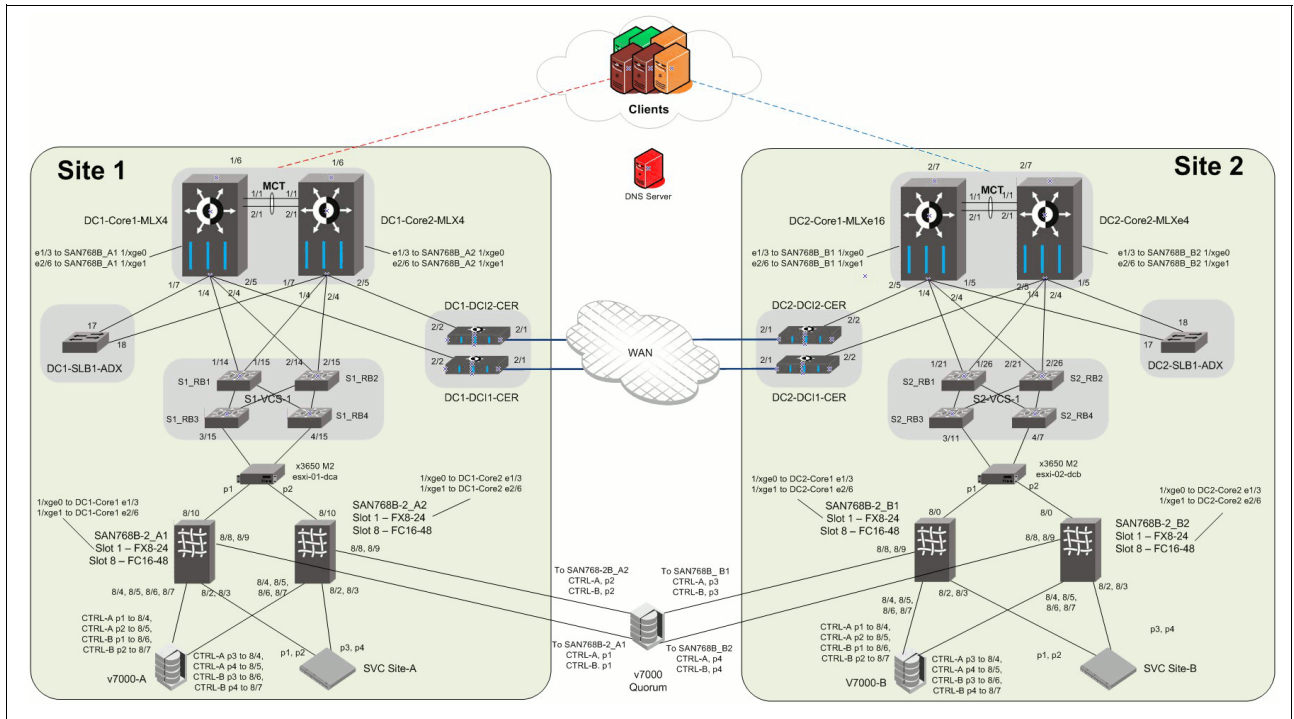 Clients
DNS Server
WAN
Site 1
1/6
1/6
MCT
1/1
1/1
2/1
2/1
DC1-Core1-MLX4
DC1-Core2-MLX4
e1/3 to SAN768B_A1 1/xge0
e2/6 to SAN768B_A1 1/xge1
e1/3 to SAN768B_A2 1/xge0
e2/6 to SAN768B_A2 1/xge1
1/7
1/4
2/4
2/5
1/7
1/4
2/4
2/5
17
18
DC1-SLB1-ADX
DC1-DCI2-CER
2/2
2/1
2/2
2/1
DC1-DCI1-CER
1/14
1/15
2/14
2/15
S1_RB1
S1_RB2
S1-VCS-1
S1_RB3
S1_RB4
3/15
4/15
x3650 M2
esxi-01-dca
p1
p2
1/xge0 to DC1-Core1 e1/3
1/xge1 to DC1-Core1 e2/6
1/xge0 to DC1-Core2 e1/3
1/xge1 to DC1-Core2 e2/6
8/10
8/10
SAN768B-2_A1
Slot 1 – FX8-24
Slot 8 – FC16-48
SAN768B-2_A2
Slot 1 – FX8-24
Slot 8 – FC16-48
8/8, 8/9
8/8, 8/9
8/4, 8/5, 8/6, 8/7
8/2, 8/3
8/4, 8/5,
8/6, 8/7
8/2, 8/3
CTRL-A p1 to 8/4,
CTRL-A p2 to 8/5,
CTRL-B p1 to 8/6,
CTRL-B p2 to 8/7
CTRL-A p3 to 8/4,
CTRL-A p4 to 8/5,
CTRL-B p3 to 8/6,
CTRL-B p4 to 8/7
v7000-A
p1, p2
p3, p4
SVC Site-A
To SAN768-2B_A2
CTRL-A, p2
CTRL-B, p2
To SAN768B_ B1
CTRL-A, p3
CTRL-B, p3
To SAN768B-2_A1
CTRL-A, p1
CTRL-B. p1
To SAN768B_B2
CTRL-A, p4
CTRL-B, p4
v7000
Quorum
Site 2
2/7
2/7
MCT
1/1
1/1
2/1
2/1
DC2-Core1-MLXe16
DC2-Core2-MLXe4
e1/3 to SAN768B_B1 1/xge0
e2/6 to SAN768B_B1 1/xge1
e1/3 to SAN768B_B2 1/xge0
e2/6 to SAN768B_B2 1/xge1
2/5
1/4
2/4
1/5
2/5
1/4
2/4
1/5
DC2-DCI2-CER
2/1
2/2
2/1
2/2
DC2-DCI1-CER
18
17
DC2-SLB1-ADX
1/21
1/26
2/21
2/26
S2_RB1
S2_RB2
S2-VCS-1
S2_RB3
S2_RB4
3/11
4/7
x3650 M2
esxi-02-dcb
p1
p2
1/xge0 to DC2-Core1 e1/3
1/xge1 to DC2-Core1 e2/6
1/xge0 to DC2-Core2 e1/3
1/xge1 to DC2-Core2 e2/6
8/0
8/0
SAN768B-2_B1
Slot 1 – FX8-24
Slot 8 – FC16-48
SAN768B-2_B2
Slot 1 – FX8-24
Slot 8 – FC16-48
8/8, 8/9
8/8, 8/9
8/4, 8/5,
8/6, 8/7
8/2, 8/3
8/4, 8/5,
8/6, 8/7
8/2, 8/3
CTRL-A p1 to 8/4,
CTRL-A p2 to 8/5,
CTRL-B p1 to 8/6,
CTRL-B p2 to 8/7
CTRL-A p3 to 8/4,
CTRL-A p4 to 8/5,
CTRL-B p3 to 8/6,
CTRL-B p4 to 8/7
V7000-B
p1, p2
p3, p4
SVC Site-B